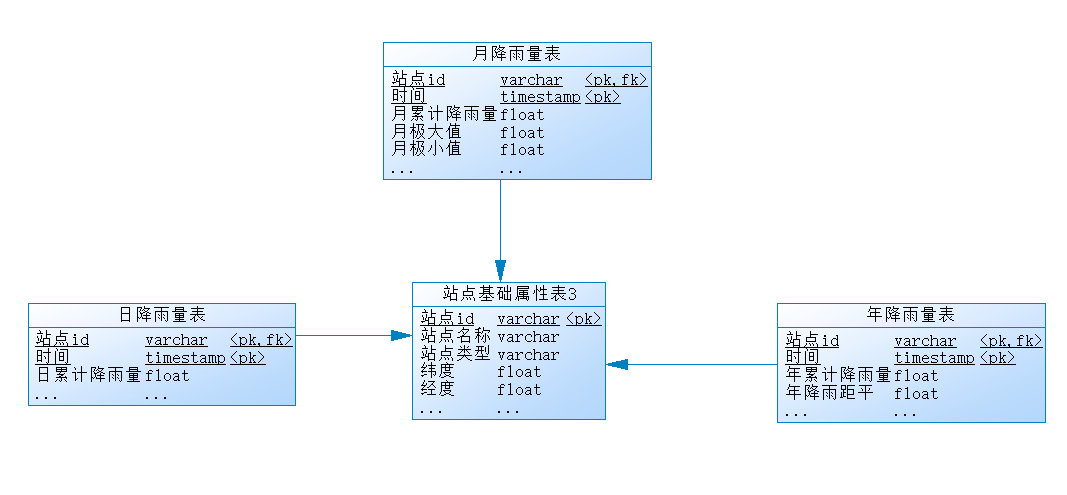 月降雨量表
站点id varchar <pk,fk>
时间 timestamp <pk>
月累计降雨量 float
月极大值 float
月极小值 float
... ...
日降雨量表
站点id varchar <pk,fk>
时间 timestamp <pk>
日累计降雨量 float
... ...
站点基础属性表3
站点id varchar <pk>
站点名称 varchar
站点类型 varchar
纬度 float
经度 float
... ...
年降雨量表
站点id varchar <pk,fk>
时间 timestamp <pk>
年累计降雨量 float
年降雨距平 float
... ...